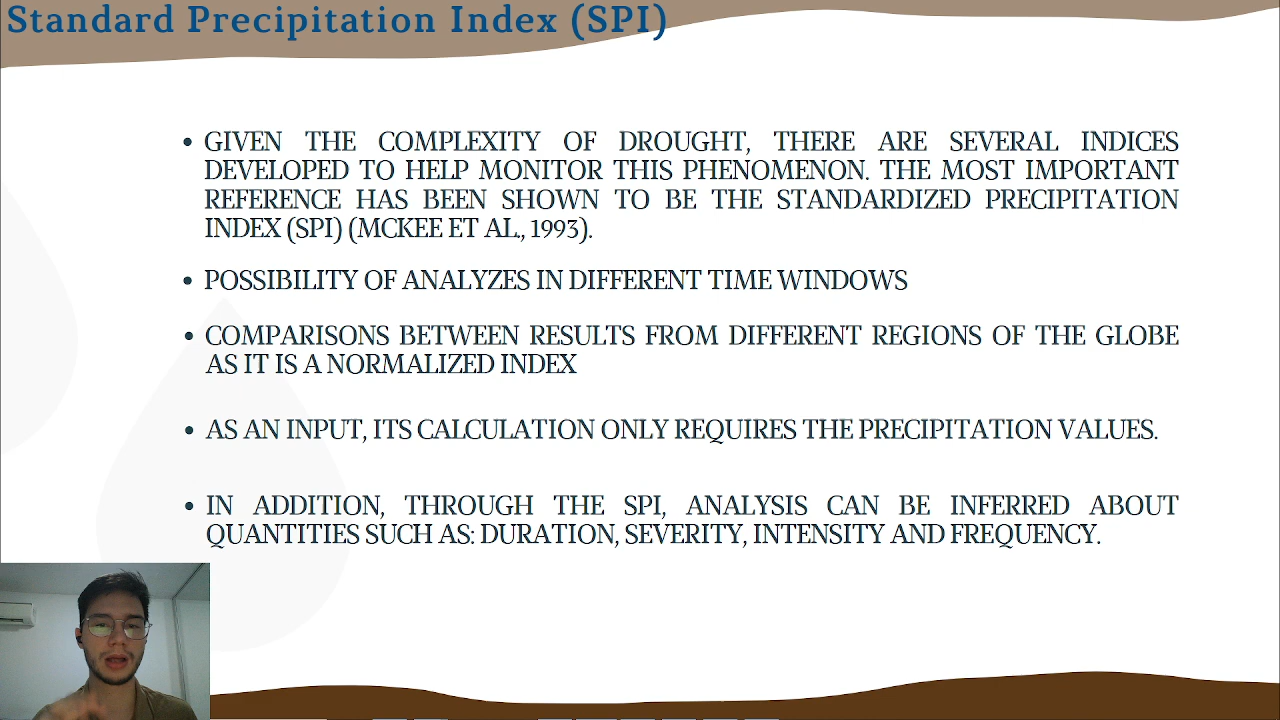 Standard Precipitation Index (SPI)
• GIVEN THE COMPLEXITY OF DROUGHT, THERE ARE SEVERAL INDICES
DEVELOPED TO HELP MONITOR THIS PHENOMENON. THE MOST IMPORTANT
REFERENCE HAS BEEN SHOWN TO BE THE STANDARDIZED PRECIPITATION
INDEX (SPI) (MCKEE ET AL., 1993).
• POSSIBILITY OF ANALYZES IN DIFFERENT TIME WINDOWS
• COMPARISONS BETWEEN RESULTS FROM DIFFERENT REGIONS OF THE GLOBE
AS IT IS A NORMALIZED INDEX
• AS AN INPUT, ITS CALCULATION ONLY REQUIRES THE PRECIPITATION VALUES.
• IN ADDITION, THROUGH THE SPI, ANALYSIS CAN BE INFERRED ABOUT
QUANTITIES SUCH AS: DURATION, SEVERITY, INTENSITY AND FREQUENCY.